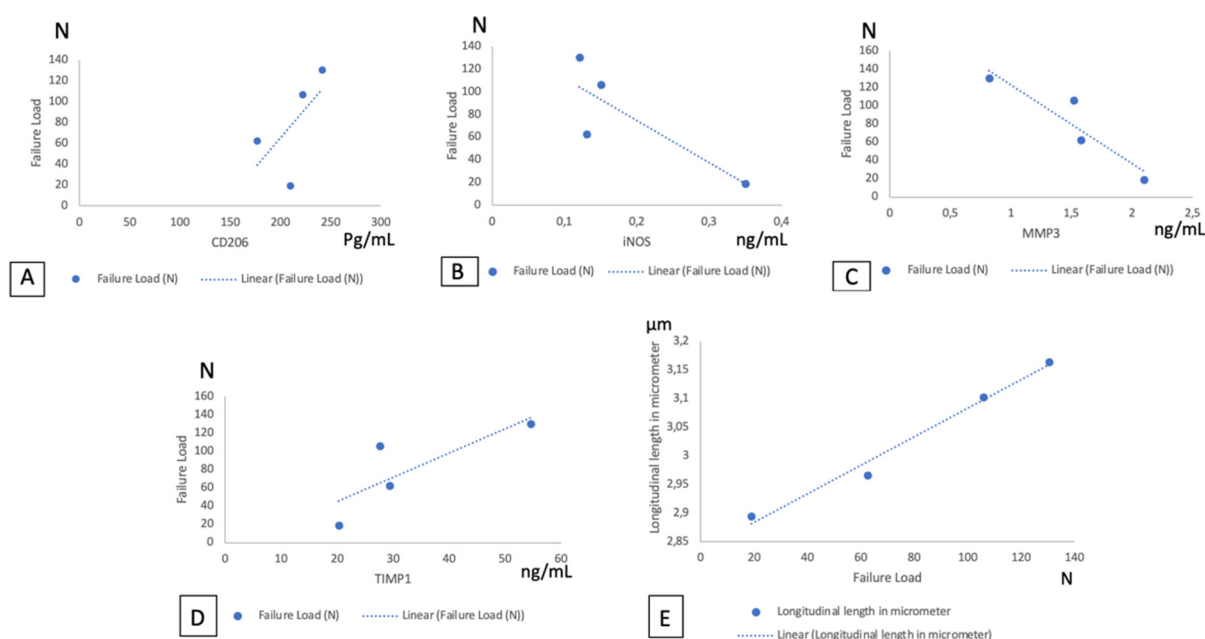 N
140
120
100
80
60
40
20
0
Failure Load
0 50 100 150 200 250 300
CD206
Pg/mL
A
Failure Load (N) Linear (Failure Load (N))
N
140
120
100
80
60
40
20
0
Failure Load
0 0,1 0,2 0,3 0,4
iNOS
ng/mL
B
Failure Load (N) Linear (Failure Load (N))
N
160
140
120
100
80
60
40
20
0
Failure Load
0 0,5 1 1,5 2 2,5
MMP3
ng/mL
C
Failure Load (N) Linear (Failure Load (N))
N
160
140
120
100
80
60
40
20
0
Failure Load
0 10 20 30 40 50 60
TIMP1
ng/mL
D
Failure Load (N) Linear (Failure Load (N))
µm
3,2
3,15
3,1
3,05
3
2,95
2,9
2,85
Longitudinal length in micrometer
0 20 40 60 80 100 120 140
Failure Load
N
E
Longitudinal length in micrometer
Linear (Longitudinal length in micrometer)